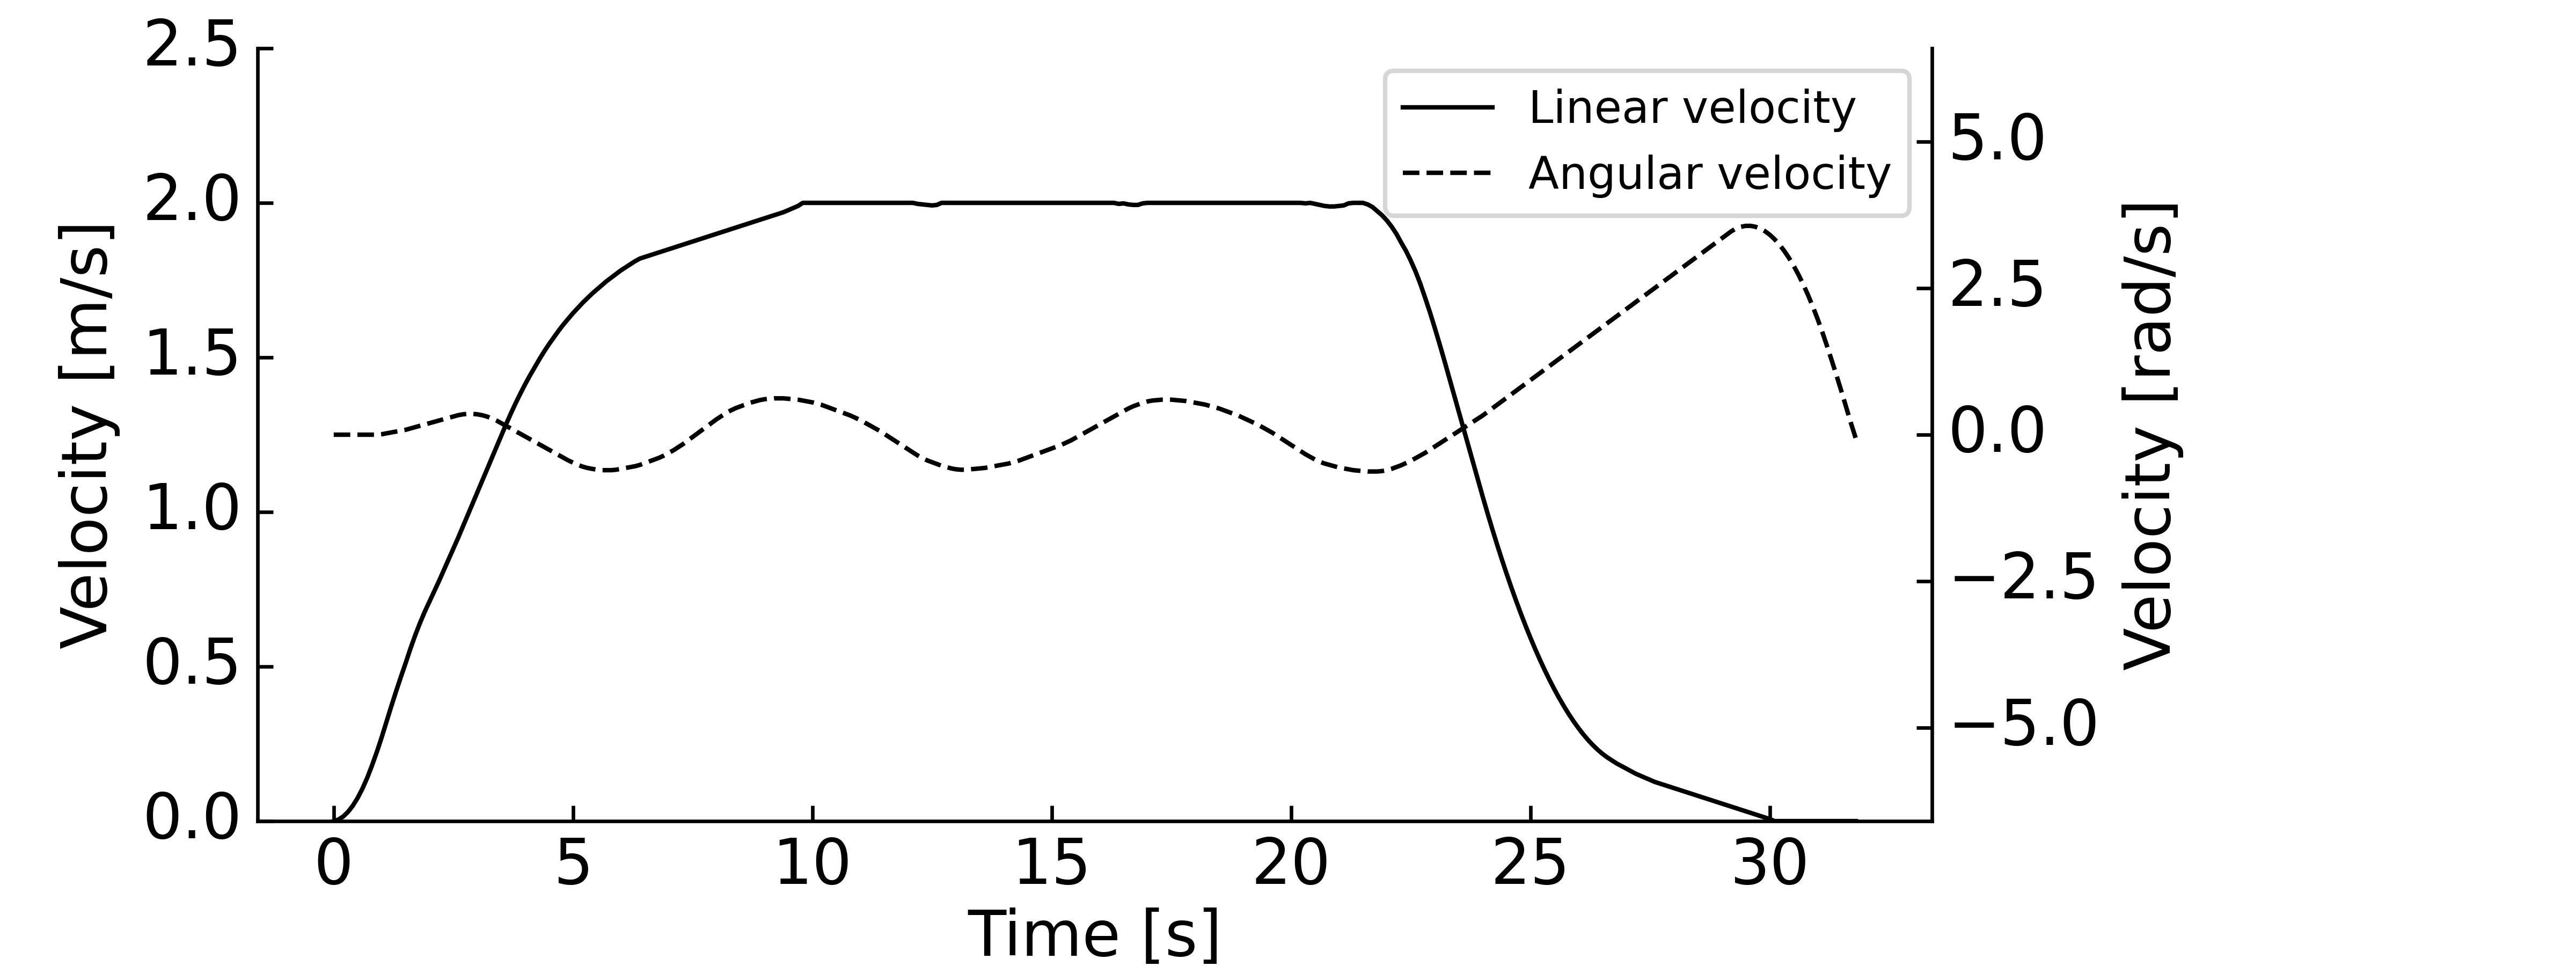 2.5
2.0
1.5
1.0
0.5
0.0
Velocity [m/s]
Linear velocity
Angular velocity
5.0
2.5
0.0
−2.5
−5.0
Velocity [rad/s]
0 5 10 15 20 25 30
Time [s]